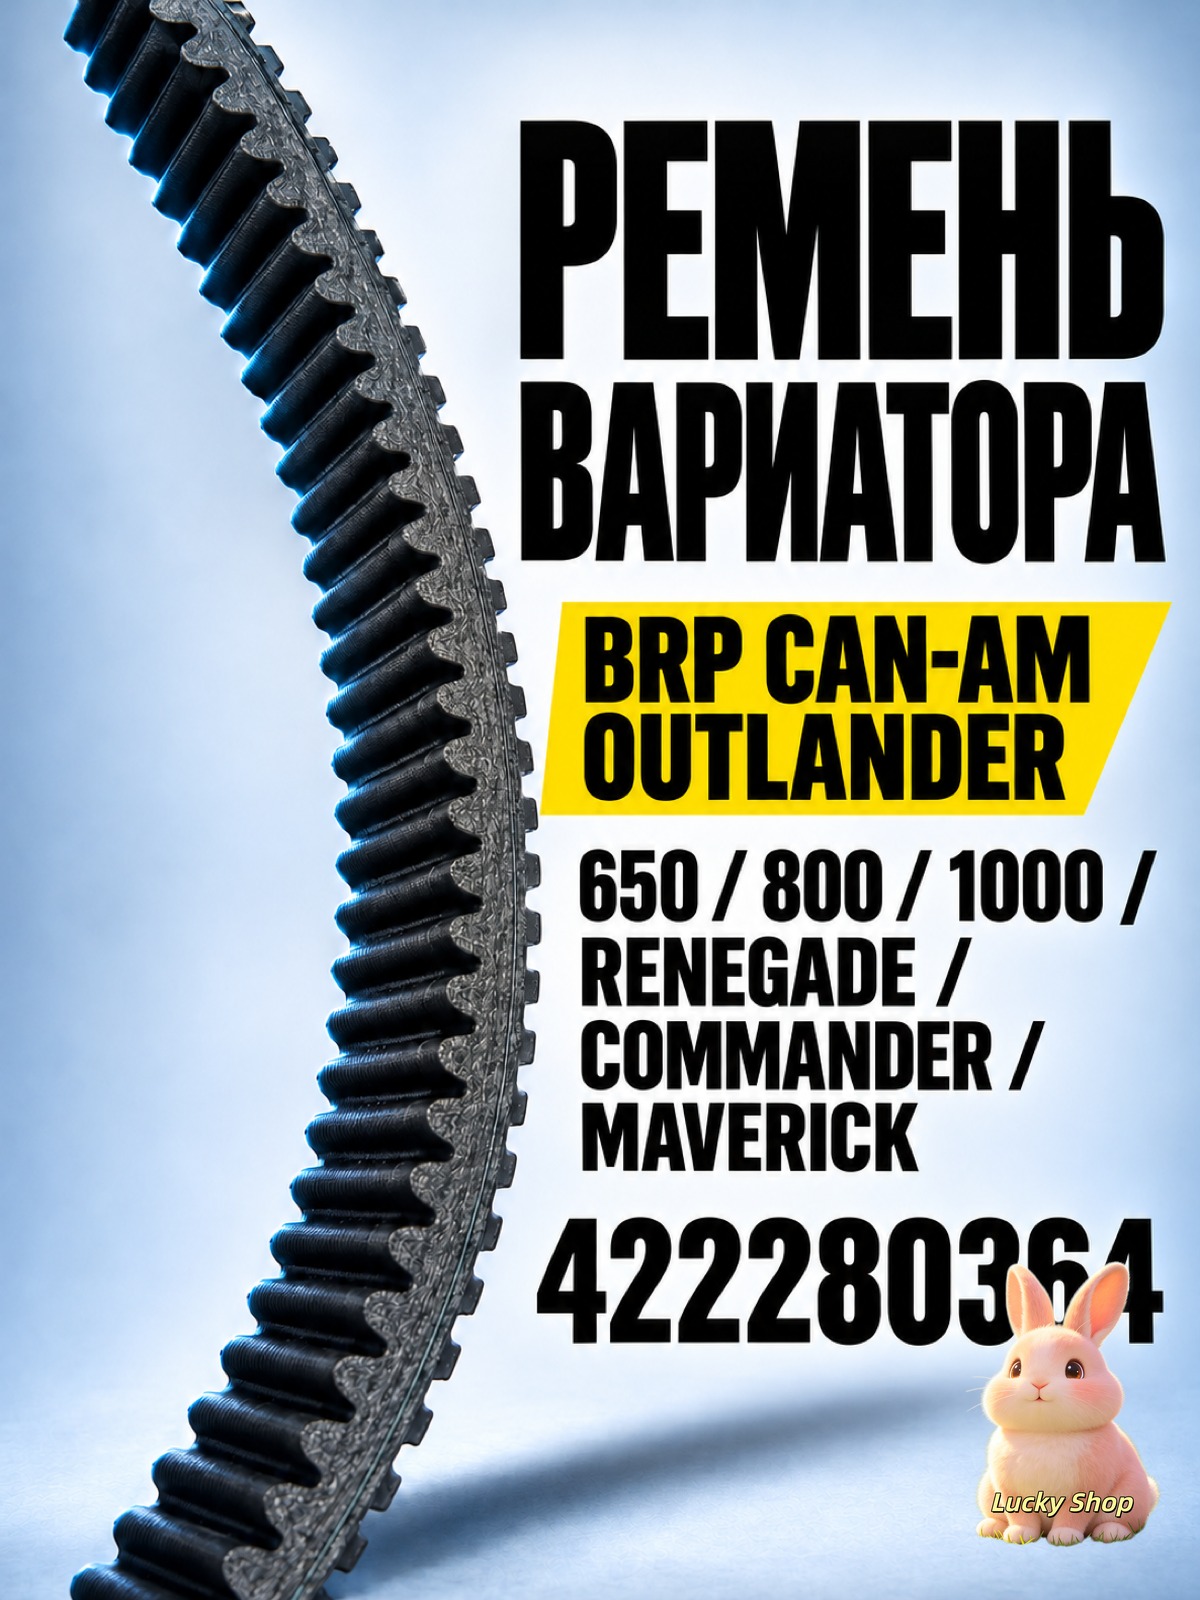 РЕМЕНЬ
ВАРИАТОРА
BRP CAN-AM
OUTLANDER
650 / 800 / 1000 /
RENEGADE /
COMMANDER /
MAVERICK
422280364
Lucky Shop